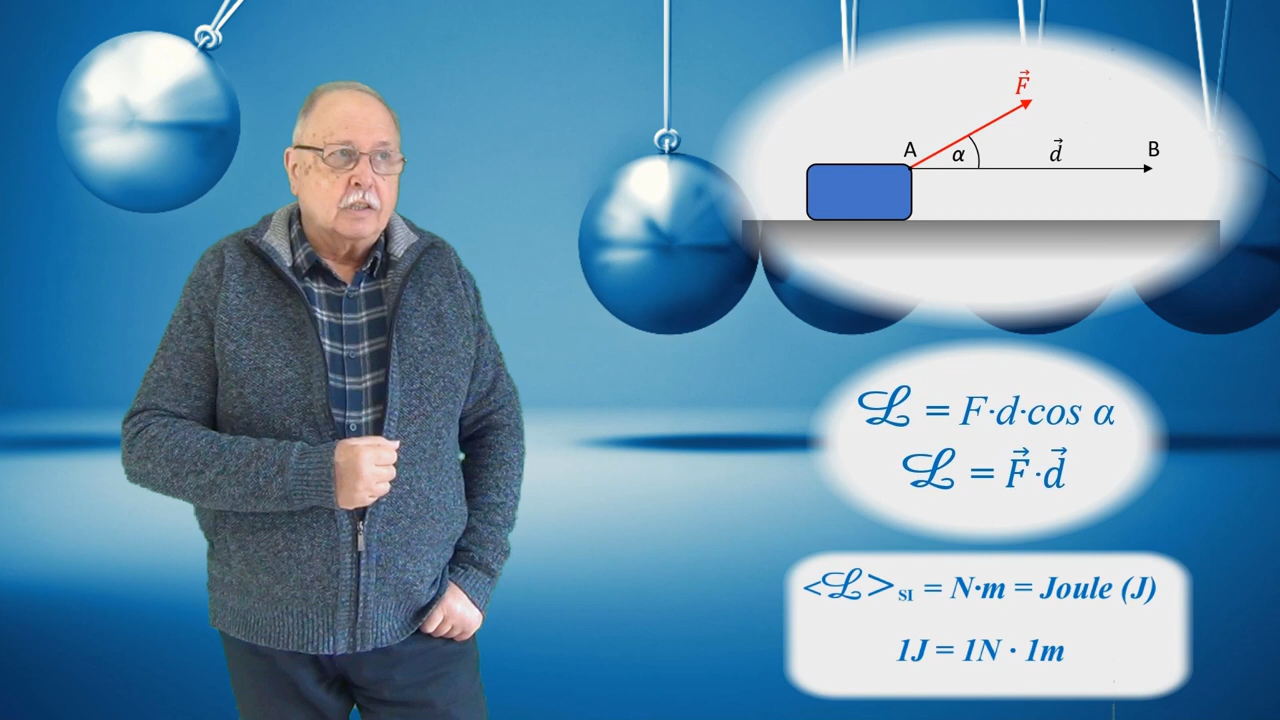 F⃗
A α d⃗ B
ℒ = F·d·cos α
ℒ = F⃗·d⃗
<ℒ>SI = N·m = Joule (J)
1J = 1N · 1m